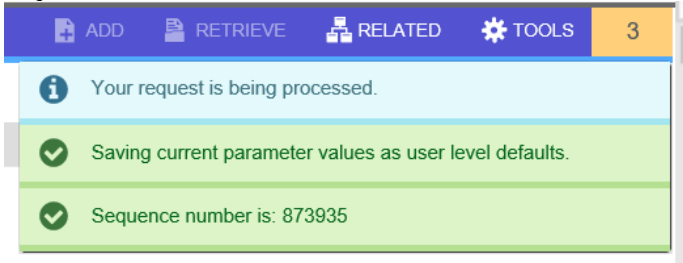 ADD RETRIEVE RELATED TOOLS 3
Your request is being processed.
Saving current parameter values as user level defaults.
Sequence number is: 873935